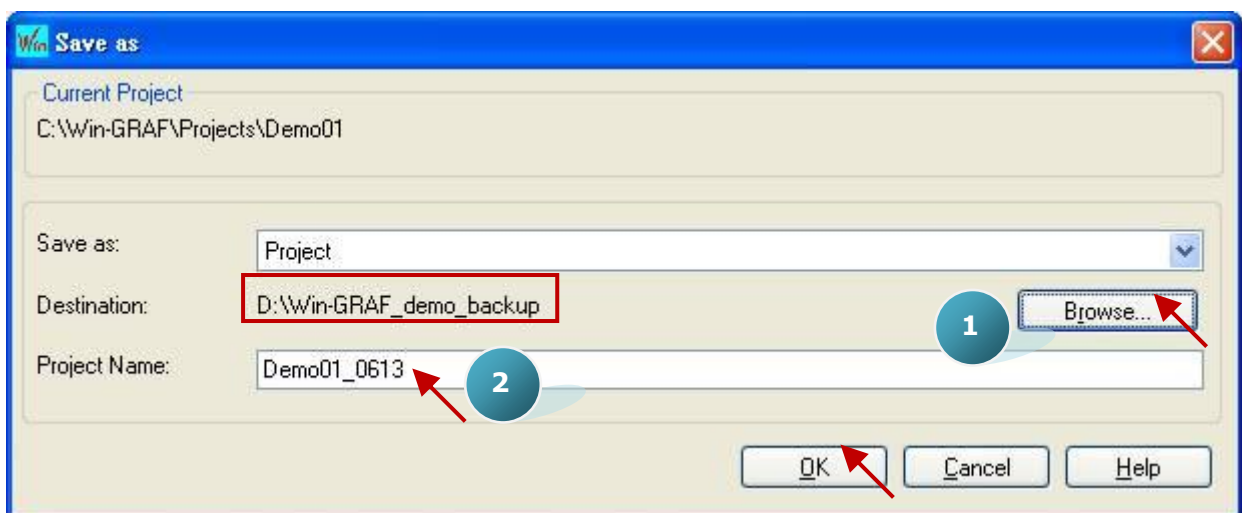 Win Save as
Current Project
C:\Win-GRAF\Projects\Demo01
Save as: Project
Destination: D:\Win-GRAF_demo_backup Browse... 1
Project Name: Demo01_0613 2
OK Cancel Help